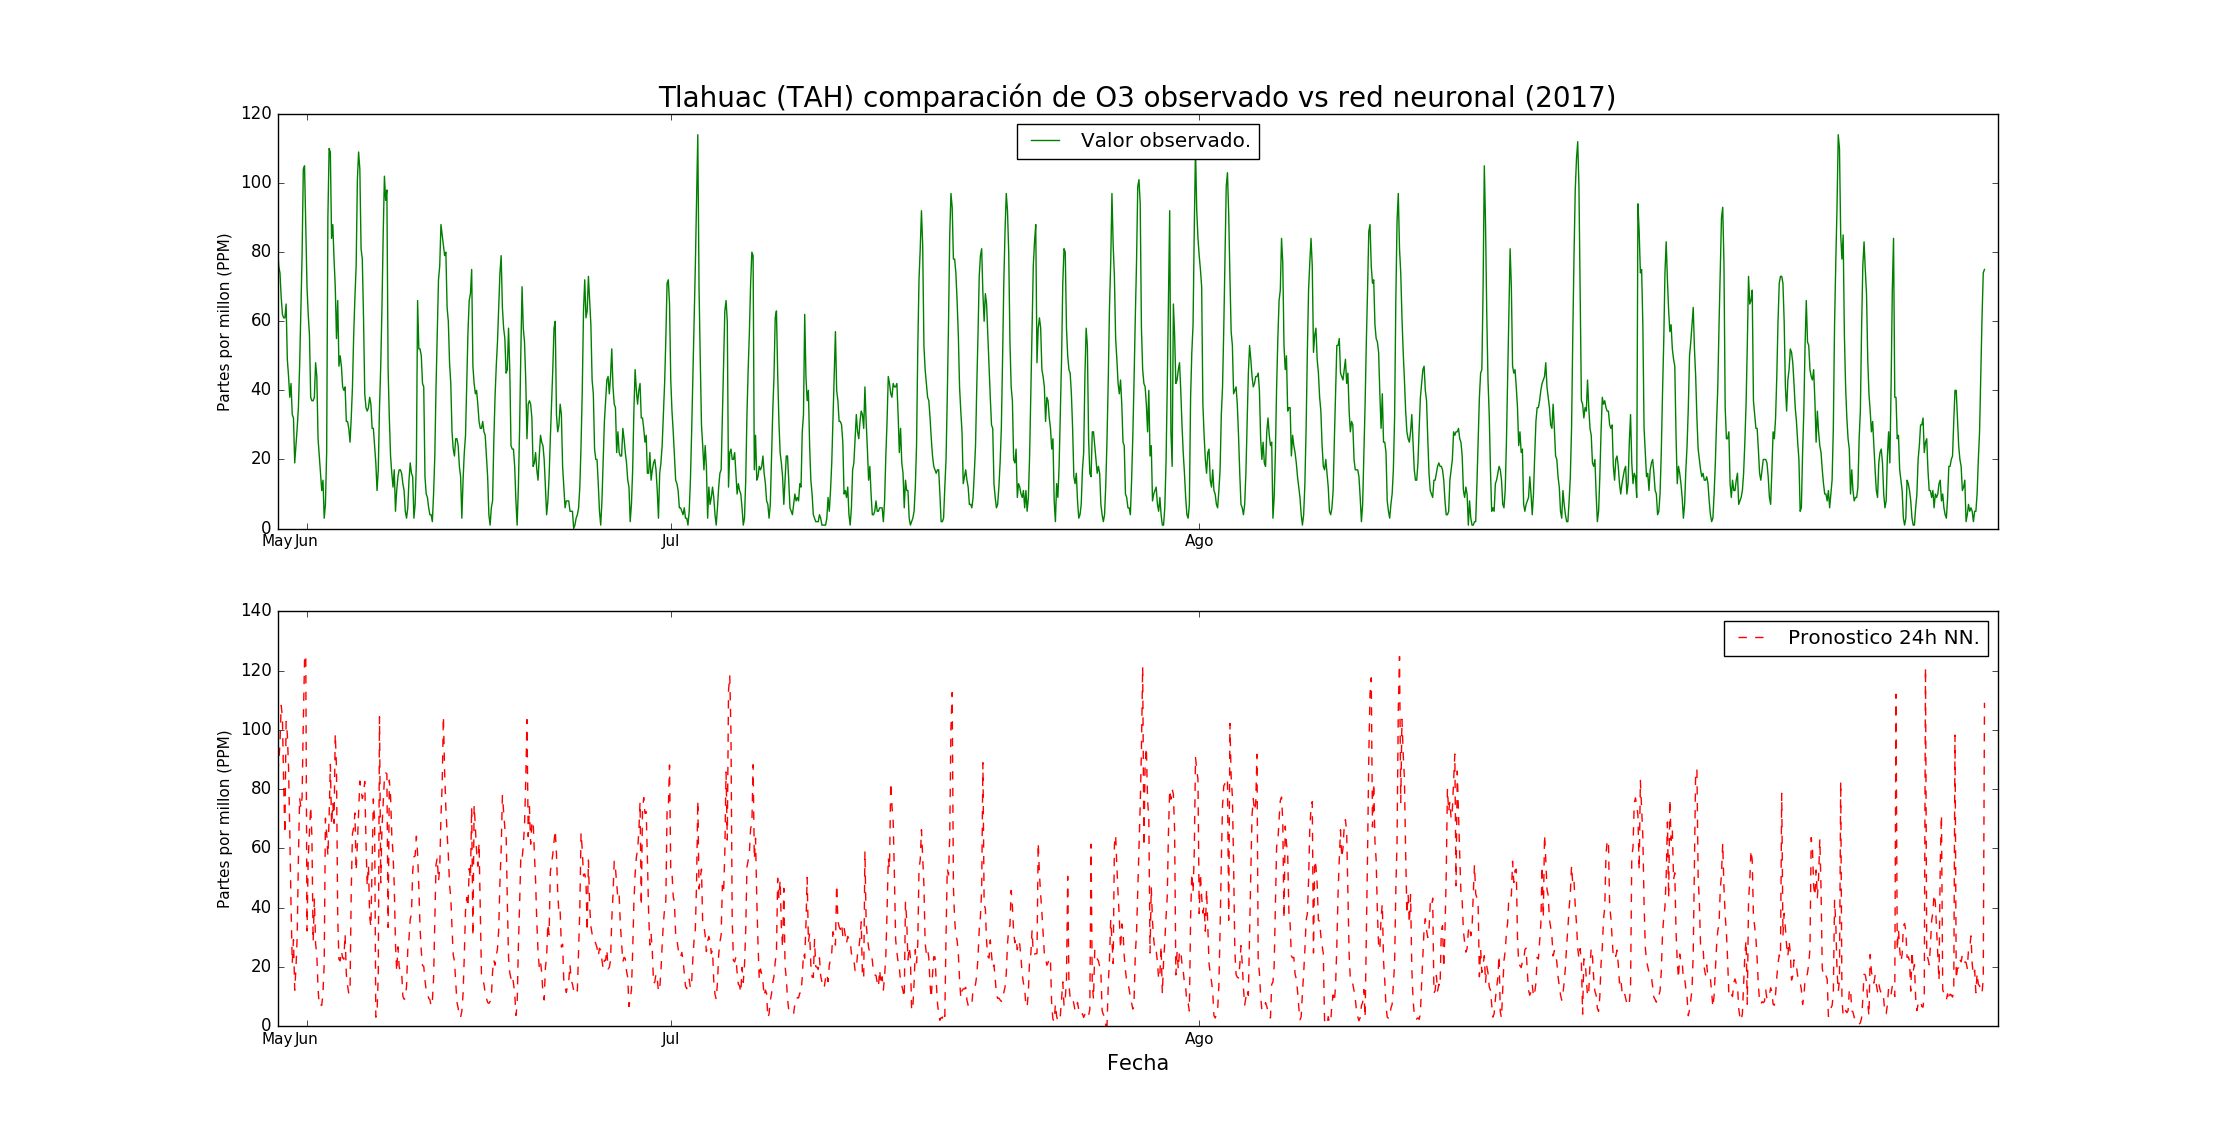 Tlahuac (TAH) comparación de O3 observado vs red neuronal (2017)
120
100
80
60
40
20
0
Partes por millon (PPM)
Valor observado.
May Jun Jul Ago
140
120
100
80
60
40
20
0
Partes por millon (PPM)
Pronostico 24h NN.
May Jun Jul Ago
Fecha